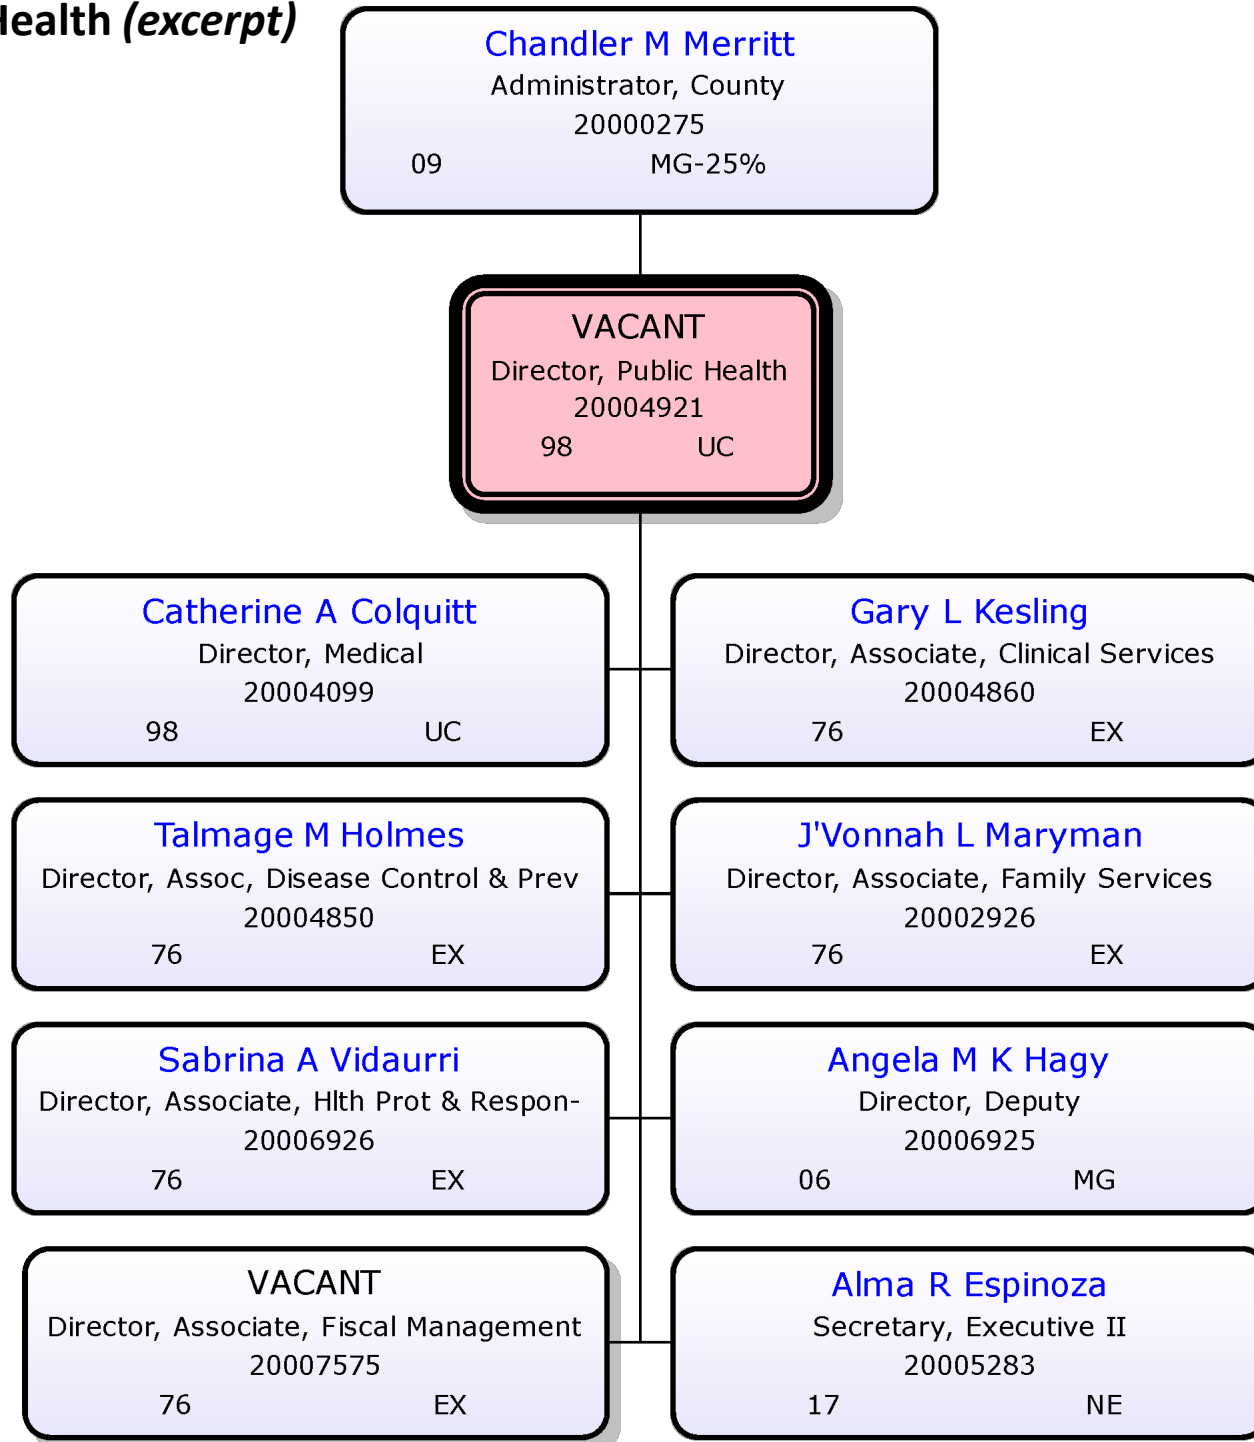 Health (excerpt)
Chandler M Merritt
Administrator, County
20000275
09 MG-25%
VACANT
Director, Public Health
20004921
98 UC
Catherine A Colquitt
Director, Medical
20004099
98 UC
Gary L Kesling
Director, Associate, Clinical Services
20004860
76 EX
Talmage M Holmes
Director, Assoc, Disease Control & Prev
20004850
76 EX
J'Vonnah L Maryman
Director, Associate, Family Services
20002926
76 EX
Sabrina A Vidaurri
Director, Associate, Hlth Prot & Respon-
20006926
76 EX
Angela M K Hagy
Director, Deputy
20006925
06 MG
VACANT
Director, Associate, Fiscal Management
20007575
76 EX
Alma R Espinoza
Secretary, Executive II
20005283
17 NE